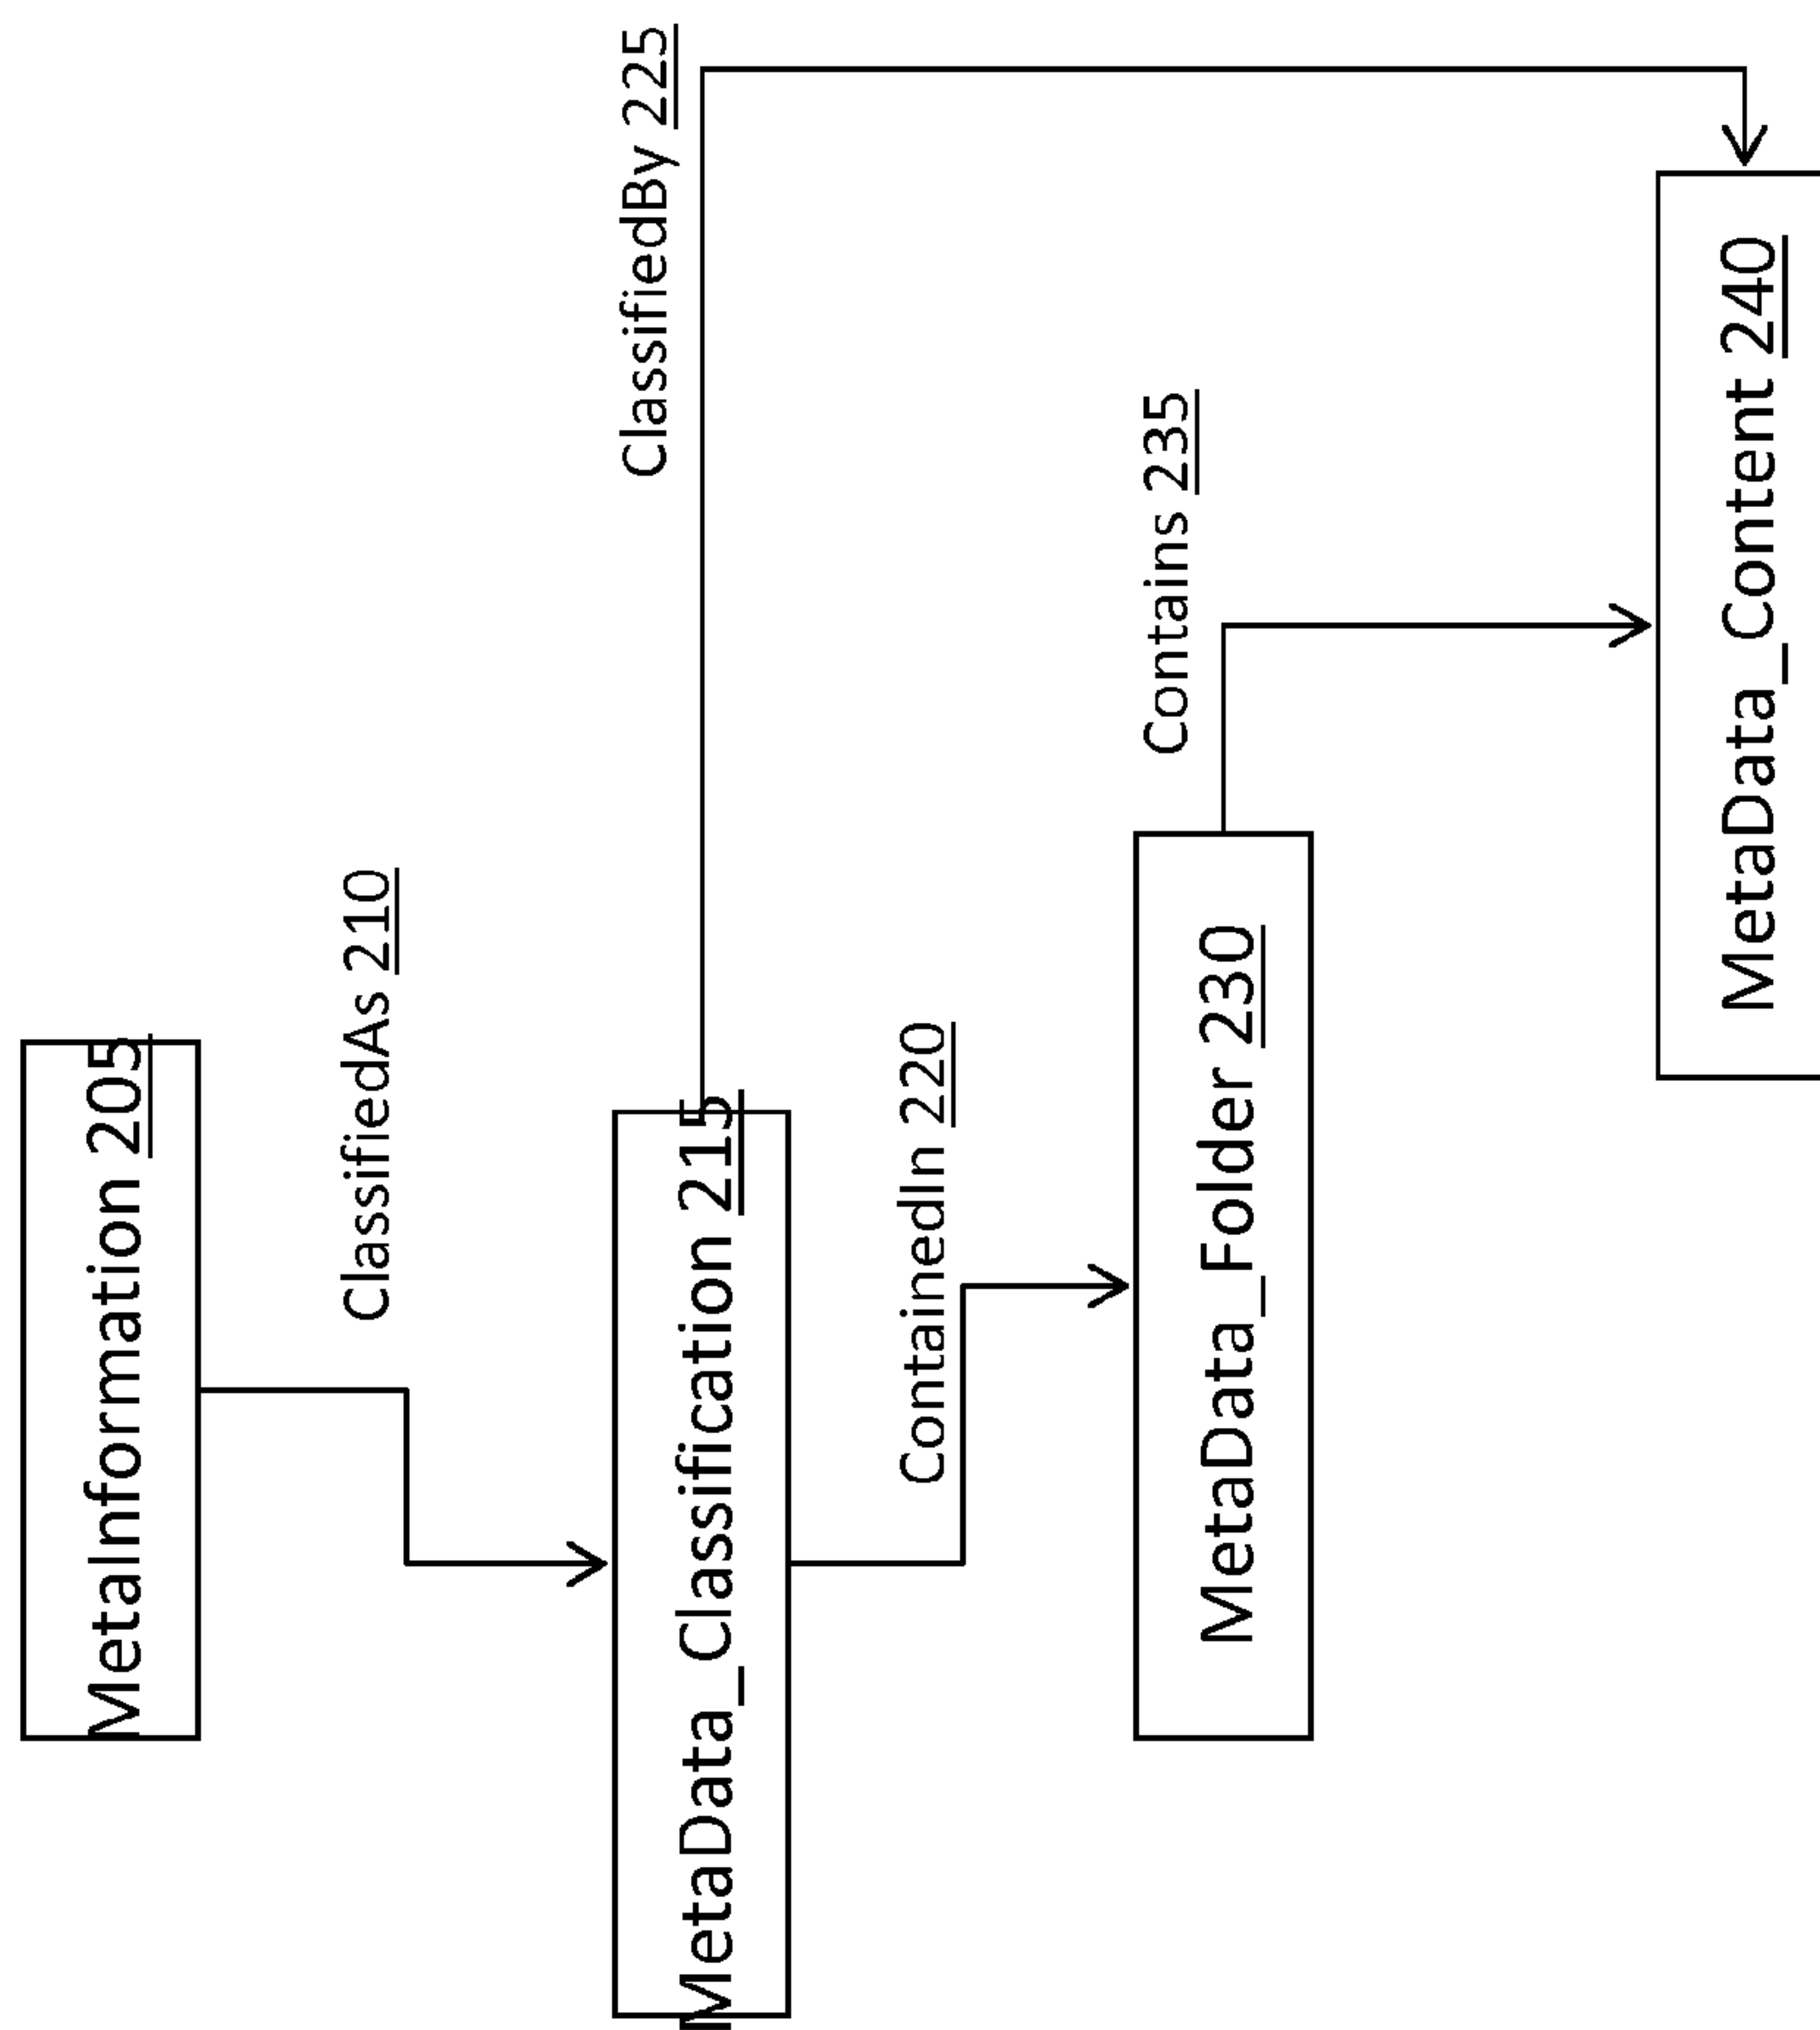 MetaInformation 205
ClassifiedAs 210
MetaData_Classification 215
ClassifiedBy 225
ContainedIn 220
MetaData_Folder 230
Contains 235
MetaData_Content 240